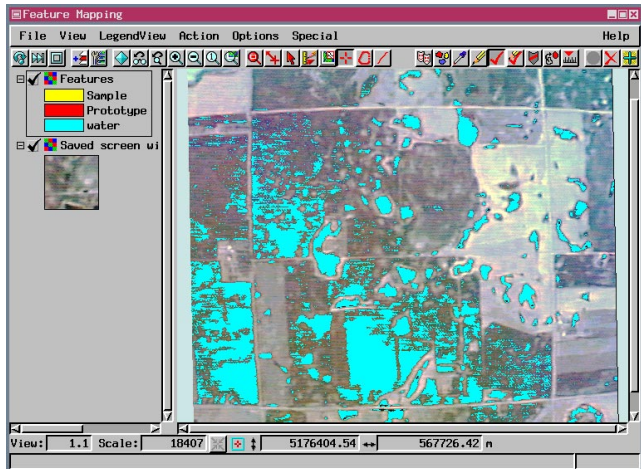 Feature Mapping
File View LegendView Action Options Special Help
Features
Sample
Prototype
water
Saved screen wi
View: 1.1 Scale: 18407 5176404.54 567726.42 m